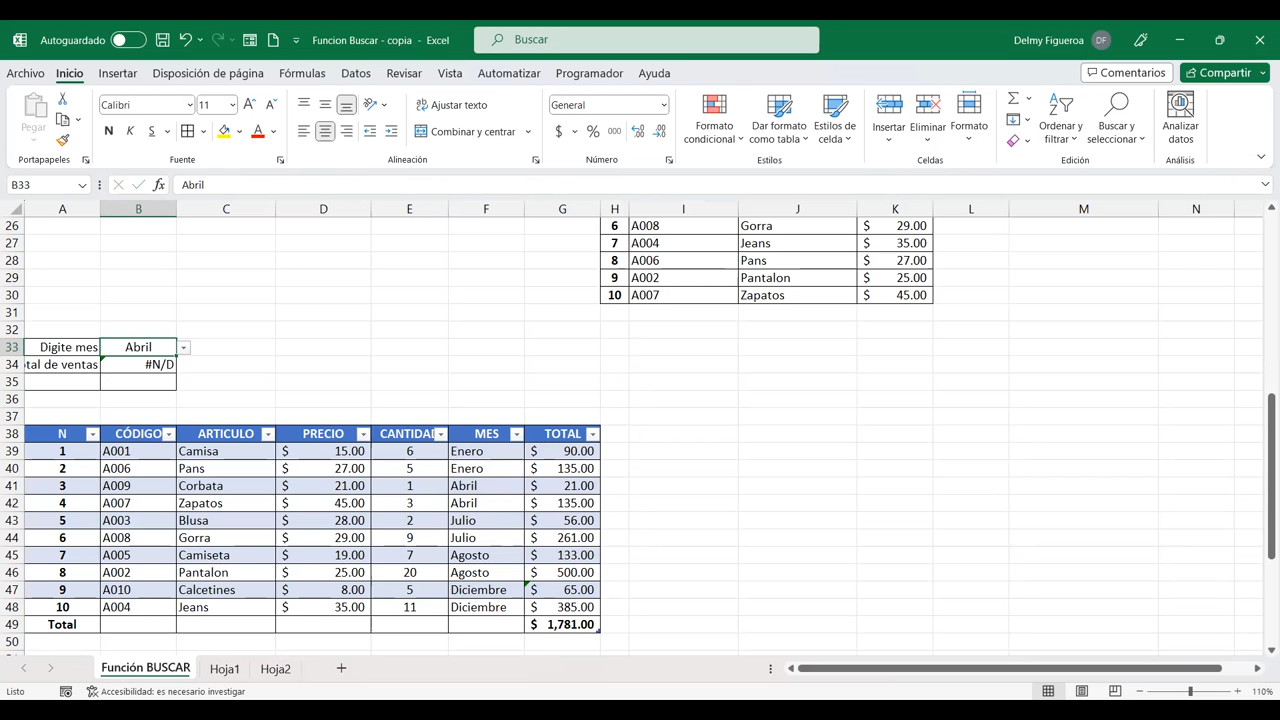 Autoguardado
Funcion Buscar - copia - Excel
Buscar
Delmy Figueroa DF
Archivo Inicio Insertar Disposición de página Fórmulas Datos Revisar Vista Automatizar Programador Ayuda
Comentarios Compartir
Pegar
Calibri 11
N K S
Ajustar texto
Combinar y centrar
General
$ % 000
Formato condicional
Dar formato como tabla
Estilos de celda
Insertar
Eliminar
Formato
Ordenar y filtrar
Buscar y seleccionar
Analizar datos
Portapapeles Fuente Alineación Número Estilos Celdas Edición Análisis
B33 fx Abril
A B C D E F G H I J K L M N
26 6 A008 Gorra $ 29.00
27 7 A004 Jeans $ 35.00
28 8 A006 Pans $ 27.00
29 9 A002 Pantalon $ 25.00
30 10 A007 Zapatos $ 45.00
31
32
33 Digite mes Abril
34 tal de ventas #N/D
35
36
37
38 N CÓDIGO ARTICULO PRECIO CANTIDAD MES TOTAL
39 1 A001 Camisa $ 15.00 6 Enero $ 90.00
40 2 A006 Pans $ 27.00 5 Enero $ 135.00
41 3 A009 Corbata $ 21.00 1 Abril $ 21.00
42 4 A007 Zapatos $ 45.00 3 Abril $ 135.00
43 5 A003 Blusa $ 28.00 2 Julio $ 56.00
44 6 A008 Gorra $ 29.00 9 Julio $ 261.00
45 7 A005 Camiseta $ 19.00 7 Agosto $ 133.00
46 8 A002 Pantalon $ 25.00 20 Agosto $ 500.00
47 9 A010 Calcetines $ 8.00 5 Diciembre $ 65.00
48 10 A004 Jeans $ 35.00 11 Diciembre $ 385.00
49 Total $ 1,781.00
50
Función BUSCAR Hoja1 Hoja2
Listo Accesibilidad: es necesario investigar 110%